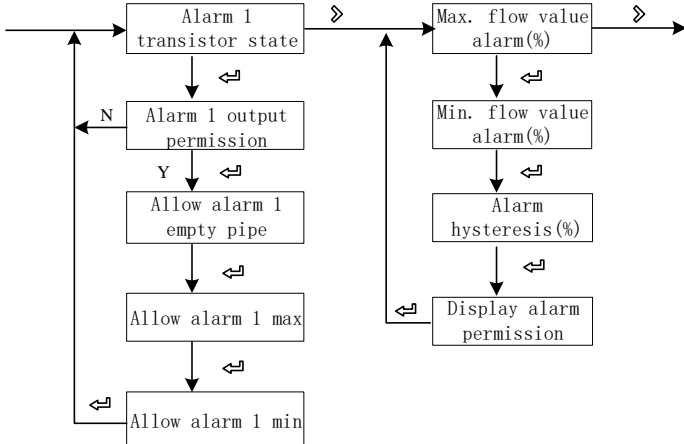 Alarm 1
transistor state
Max. flow value
alarm(%)
N
Alarm 1 output
permission
Min. flow value
alarm(%)
Y
Allow alarm 1
empty pipe
Alarm
hysteresis(%)
Allow alarm 1 max
Display alarm
permission
Allow alarm 1 min